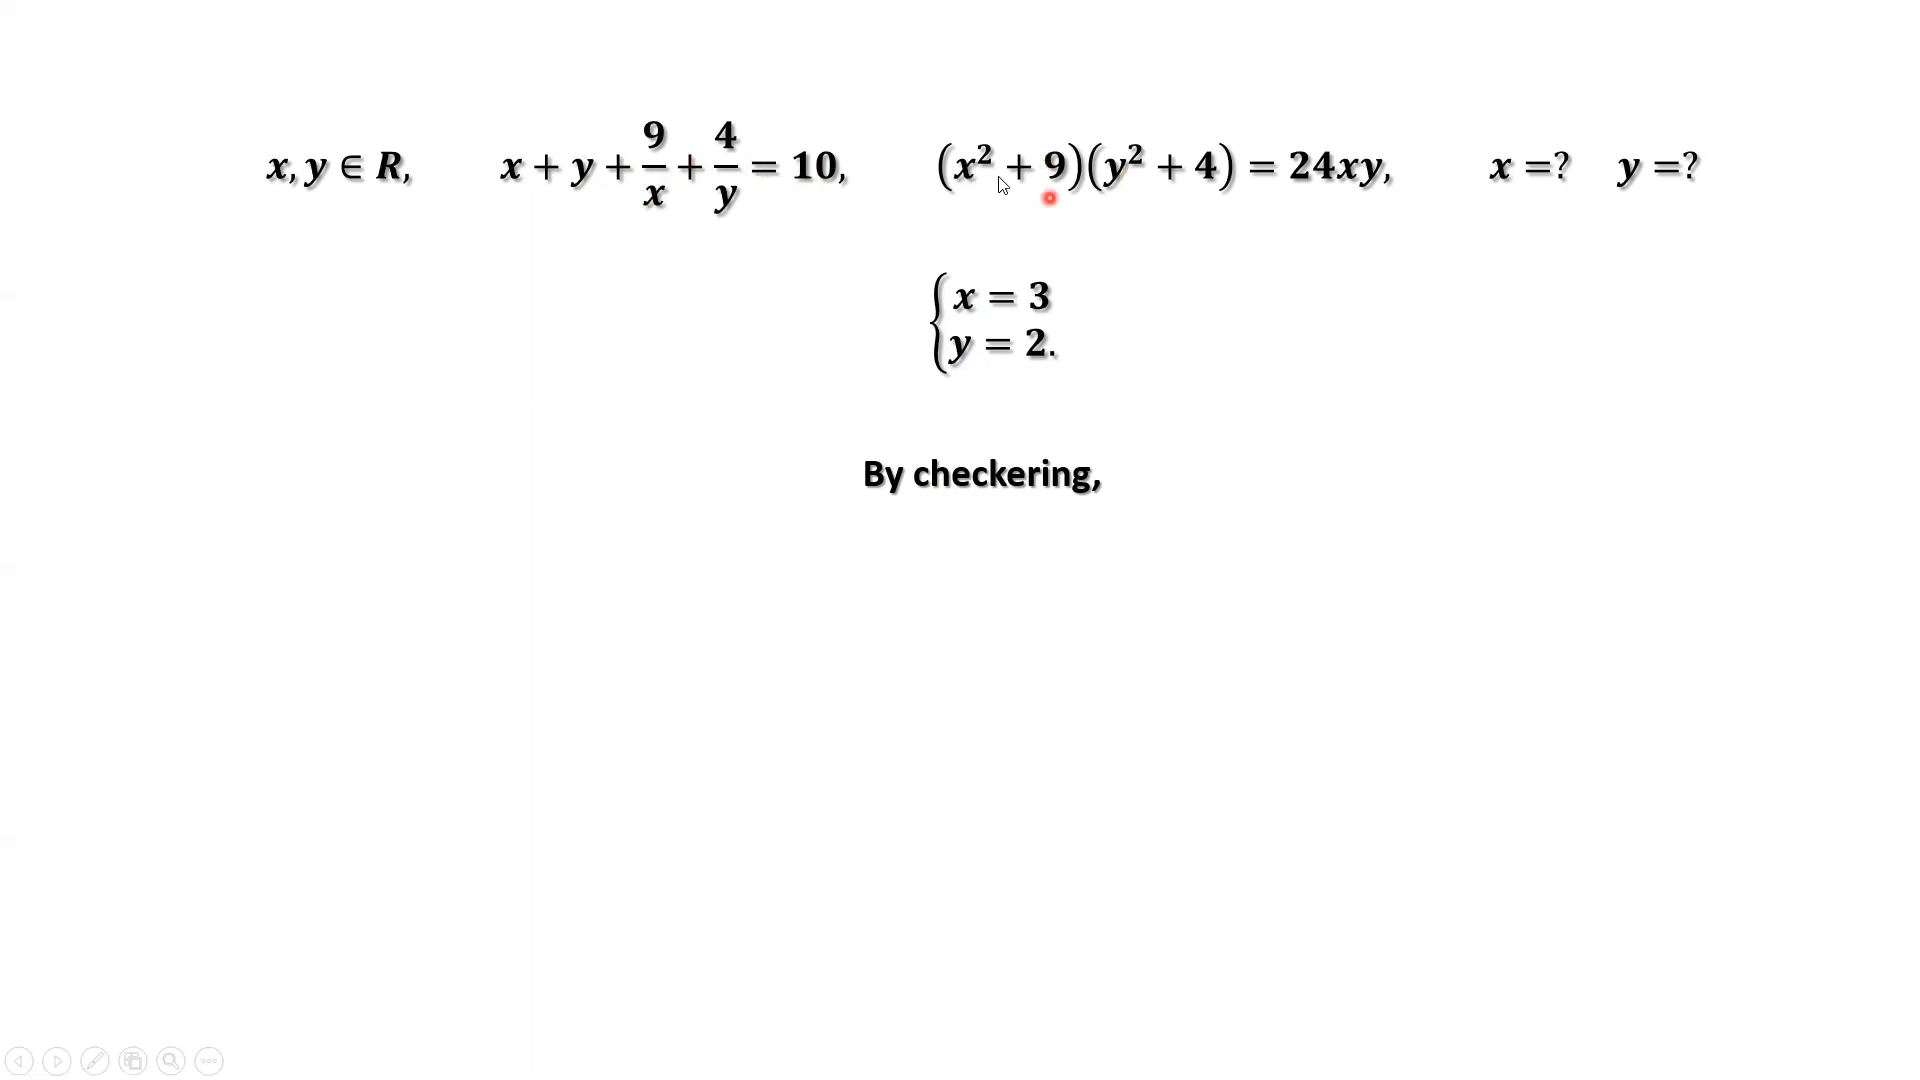 x, y ∈ R, x + y + 9/x + 4/y = 10, (x² + 9)(y² + 4) = 24xy, x =? y =?
{x = 3
y = 2.
By checkering,